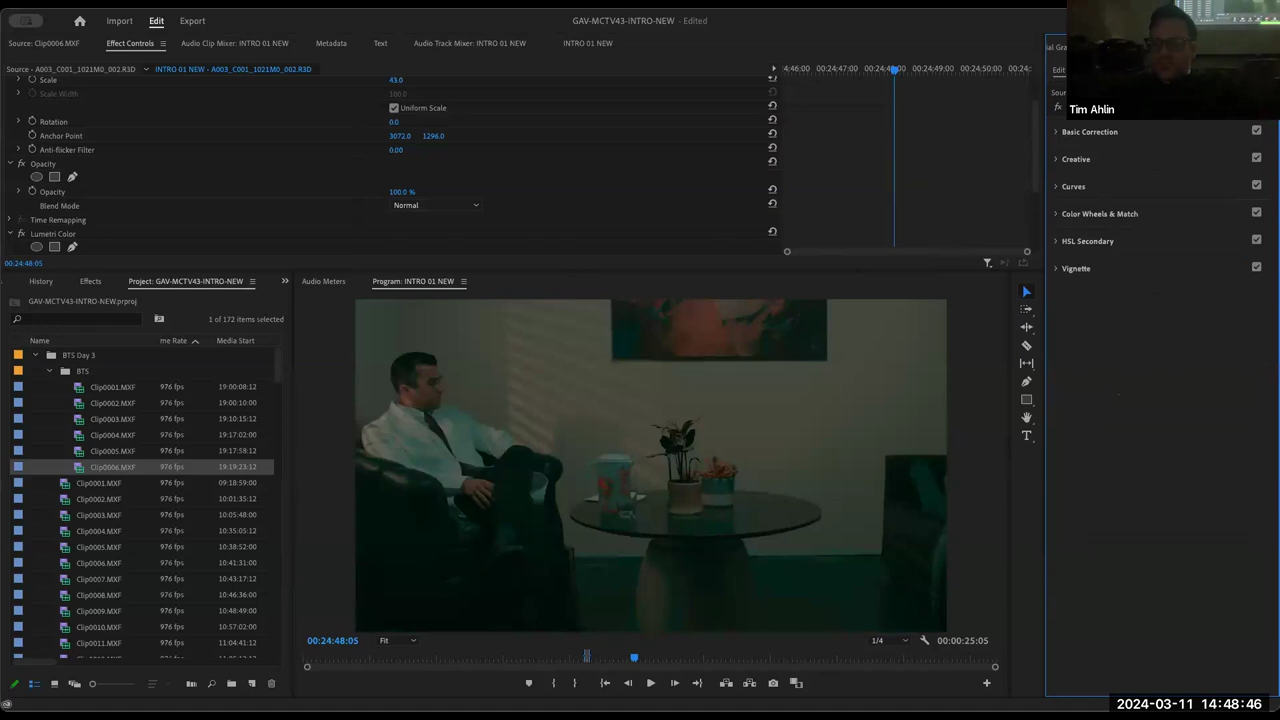 Import
Edit
Export
GAV-MCTV43-INTRO-NEW - Edited
Source: Clip0006.MXF
Effect Controls
Audio Clip Mixer: INTRO 01 NEW
Metadata
Text
Audio Track Mixer: INTRO 01 NEW
INTRO 01 NEW
Source - A003_C001_1021M0_002.R3D
INTRO 01 NEW - A003_C001_1021M0_002.R3D
Scale
43.0
Scale Width
100.0
Uniform Scale
Rotation
0.0
Anchor Point
3072.0
1296.0
Anti-flicker Filter
0.00
fx
Opacity
Opacity
100.0 %
Blend Mode
Normal
Time Remapping
fx
Lumetri Color
00:24:48:05
4:46:00
00:24:47:00
00:24:49:00
00:24:50:00
00:24:
Tim Ahlin
Edit
fx
Basic Correction
Creative
Curves
Color Wheels & Match
HSL Secondary
Vignette
History
Effects
Project: GAV-MCTV43-INTRO-NEW
GAV-MCTV43-INTRO-NEW.prproj
1 of 172 items selected
Name
me Rate
Media Start
BTS Day 3
BTS
Clip0001.MXF 976 fps 19:00:08:12
Clip0002.MXF 976 fps 19:00:10:00
Clip0003.MXF 976 fps 19:10:15:12
Clip0004.MXF 976 fps 19:17:02:00
Clip0005.MXF 976 fps 19:17:58:12
Clip0006.MXF 976 fps 19:19:23:12
Clip0001.MXF 976 fps 09:18:59:00
Clip0002.MXF 976 fps 10:01:35:12
Clip0003.MXF 976 fps 10:05:48:00
Clip0004.MXF 976 fps 10:35:05:12
Clip0005.MXF 976 fps 10:38:52:00
Clip0006.MXF 976 fps 10:41:31:00
Clip0007.MXF 976 fps 10:43:17:12
Clip0008.MXF 976 fps 10:46:36:00
Clip0009.MXF 976 fps 10:48:49:00
Clip0010.MXF 976 fps 10:57:02:00
Clip0011.MXF 976 fps 11:04:41:12
Audio Meters
Program: INTRO 01 NEW
00:24:48:05
Fit
1/4
00:00:25:05
2024-03-11 14:48:46